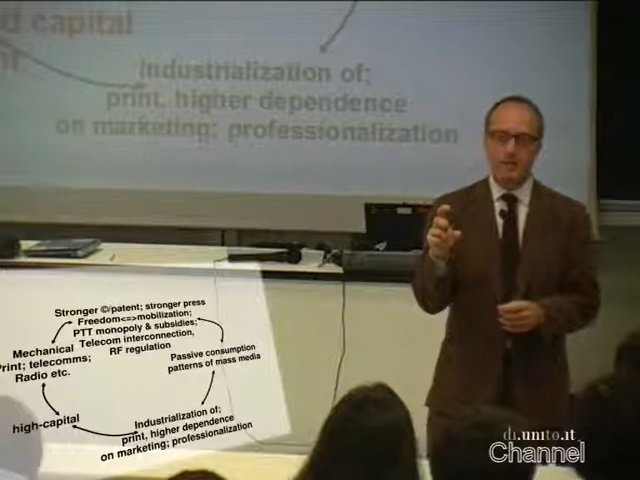 d capital
Industrialization of;
print, higher dependence
on marketing; professionalization
Stronger ©/patent; stronger press
Freedom<=>mobilization;
PTT monopoly & subsidies;
Telecom interconnection,
RF regulation
Mechanical
Print; telecomms;
Radio etc.
Passive consumption
patterns of mass media
high-capital
Industrialization of;
print, higher dependence
on marketing; professionalization
di.unito.it
Channel